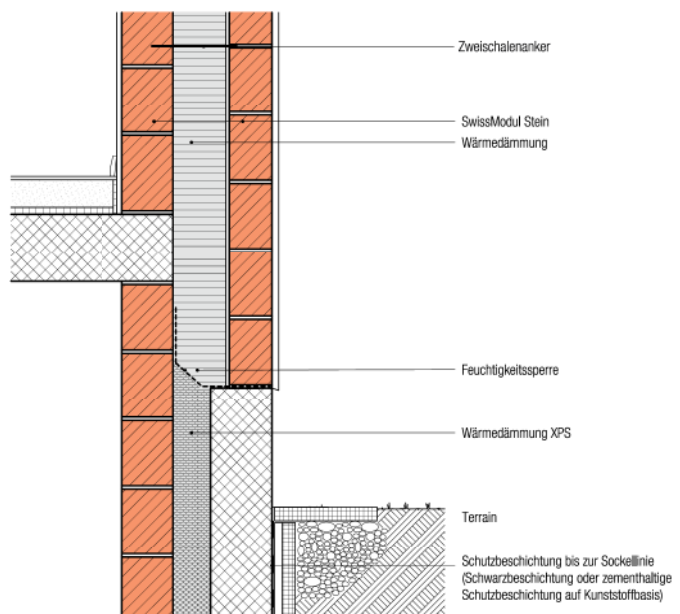 Zweischalenanker
SwissModul Stein
Wärmedämmung
Feuchtigkeitssperre
Wärmedämmung XPS
Terrain
Schutzbeschichtung bis zur Sockellinie
(Schwarzbeschichtung oder zementhaltige
Schutzbeschichtung auf Kunststoffbasis)